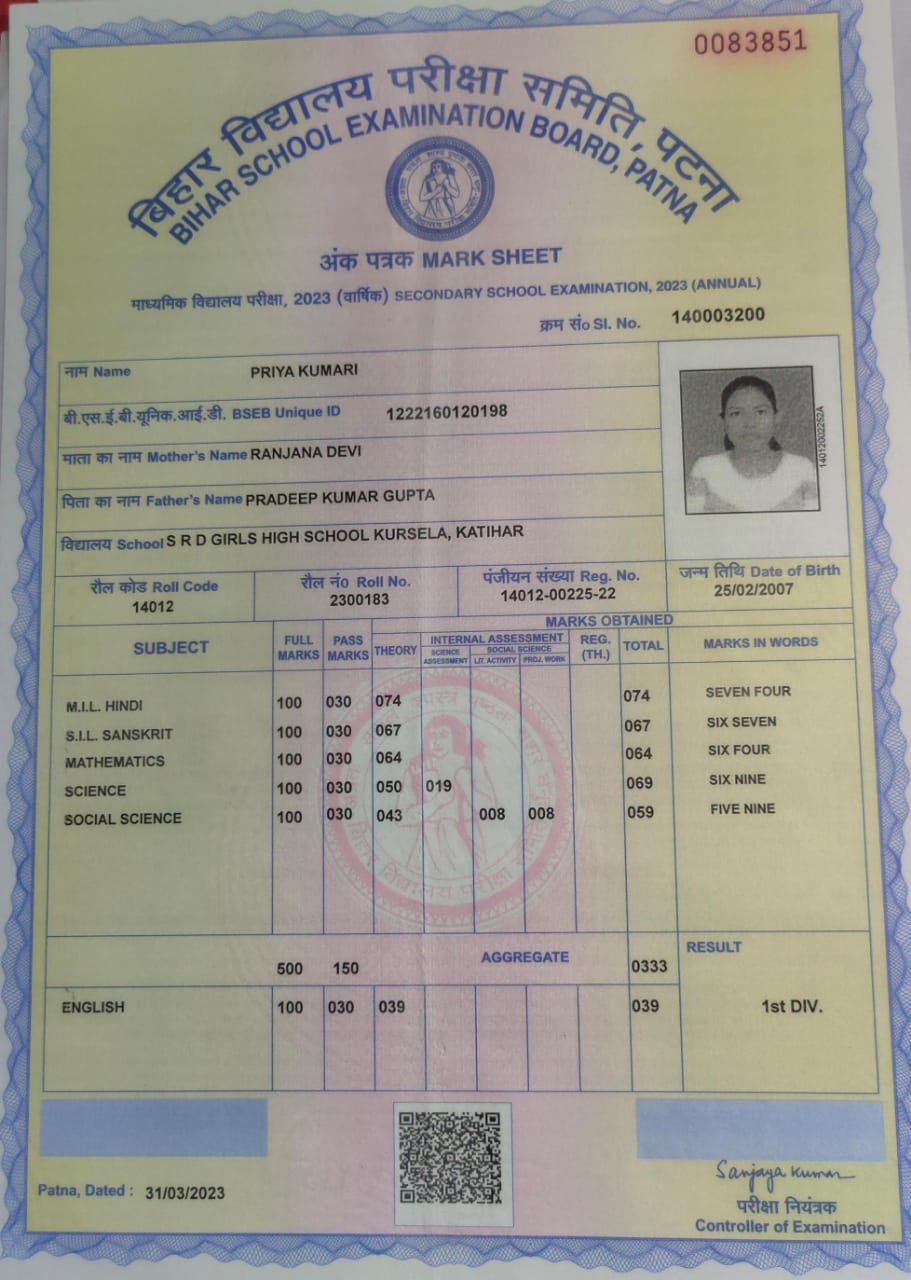 0083851
बिहार विद्यालय परीक्षा समिति, पटना
BIHAR SCHOOL EXAMINATION BOARD, PATNA
अंक पत्रक MARK SHEET
माध्यमिक विद्यालय परीक्षा, 2023 (वार्षिक) SECONDARY SCHOOL EXAMINATION, 2023 (ANNUAL)
क्रम सं० Sl. No. 140003200
नाम Name PRIYA KUMARI
बी.एस.ई.बी.यूनिक.आई.डी. BSEB Unique ID 1222160120198
माता का नाम Mother's Name RANJANA DEVI
पिता का नाम Father's Name PRADEEP KUMAR GUPTA
विद्यालय School S R D GIRLS HIGH SCHOOL KURSELA, KATIHAR
14012002252A
रौल कोड Roll Code रौल नं० Roll No. पंजीयन संख्या Reg. No. जन्म तिथि Date of Birth
14012 2300183 14012-00225-22 25/02/2007
SUBJECT FULL MARKS PASS MARKS MARKS OBTAINED
THEORY INTERNAL ASSESSMENT REG. (TH.) TOTAL MARKS IN WORDS
SCIENCE ASSESSMENT SOCIAL SCIENCE
LIT. ACTIVITY PROJ. WORK
M.I.L. HINDI 100 030 074 074 SEVEN FOUR
S.I.L. SANSKRIT 100 030 067 067 SIX SEVEN
MATHEMATICS 100 030 064 064 SIX FOUR
SCIENCE 100 030 050 019 069 SIX NINE
SOCIAL SCIENCE 100 030 043 008 008 059 FIVE NINE
500 150 AGGREGATE 0333 RESULT
ENGLISH 100 030 039 039 1st DIV.
बिहार विद्यालय परीक्षा समिति
Patna, Dated : 31/03/2023
Sanjaya Kumar
परीक्षा नियंत्रक
Controller of Examination